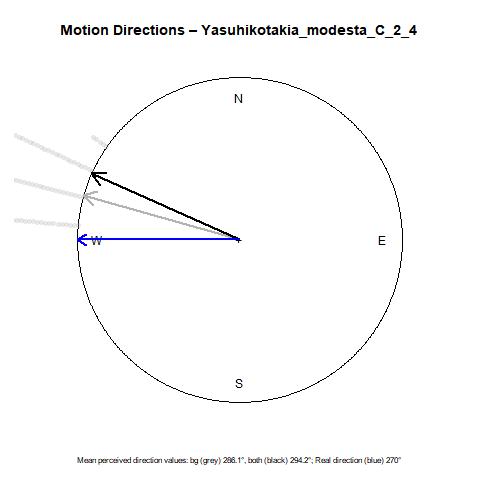 Motion Directions – Yasuhikotakia_modesta_C_2_4
N
W
E
S
Mean perceived direction values: bg (grey) 286.1°, both (black) 294.2°; Real direction (blue) 270°